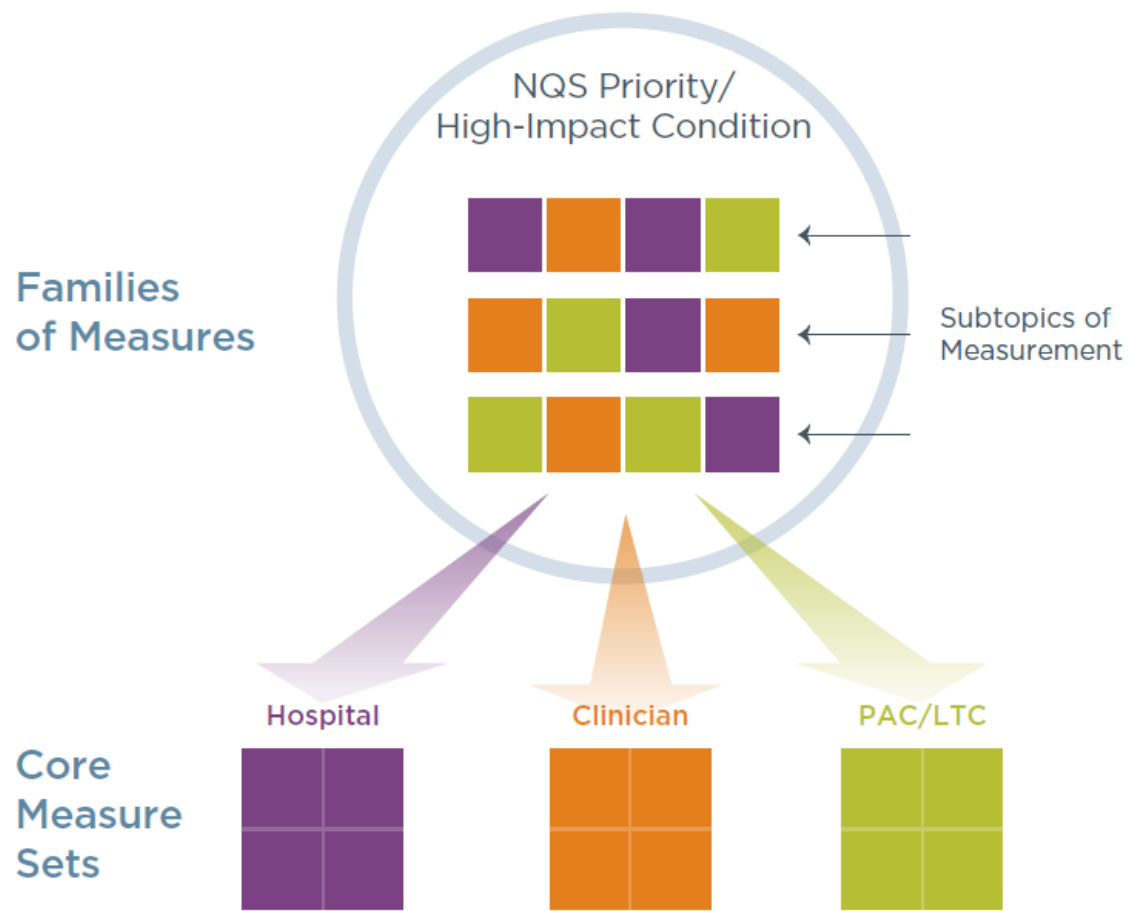 NQS Priority/
High-Impact Condition
Families
of Measures
Subtopics of
Measurement
Hospital
Clinician
PAC/LTC
Core
Measure
Sets